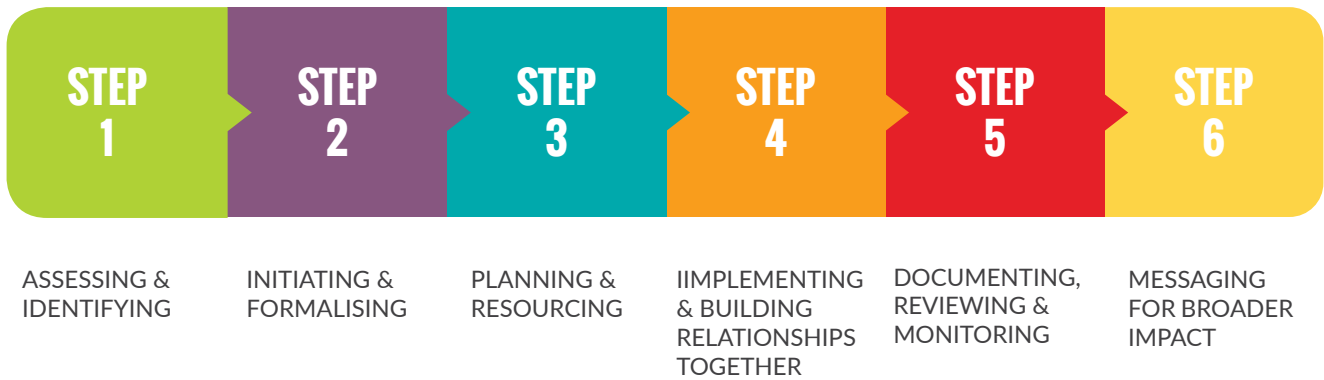 STEP
1
STEP
2
STEP
3
STEP
4
STEP
5
STEP
6
ASSESSING &
IDENTIFYING
INITIATING &
FORMALISING
PLANNING &
RESOURCING
IIMPLEMENTING
& BUILDING
RELATIONSHIPS
TOGETHER
DOCUMENTING,
REVIEWING &
MONITORING
MESSAGING
FOR BROADER
IMPACT